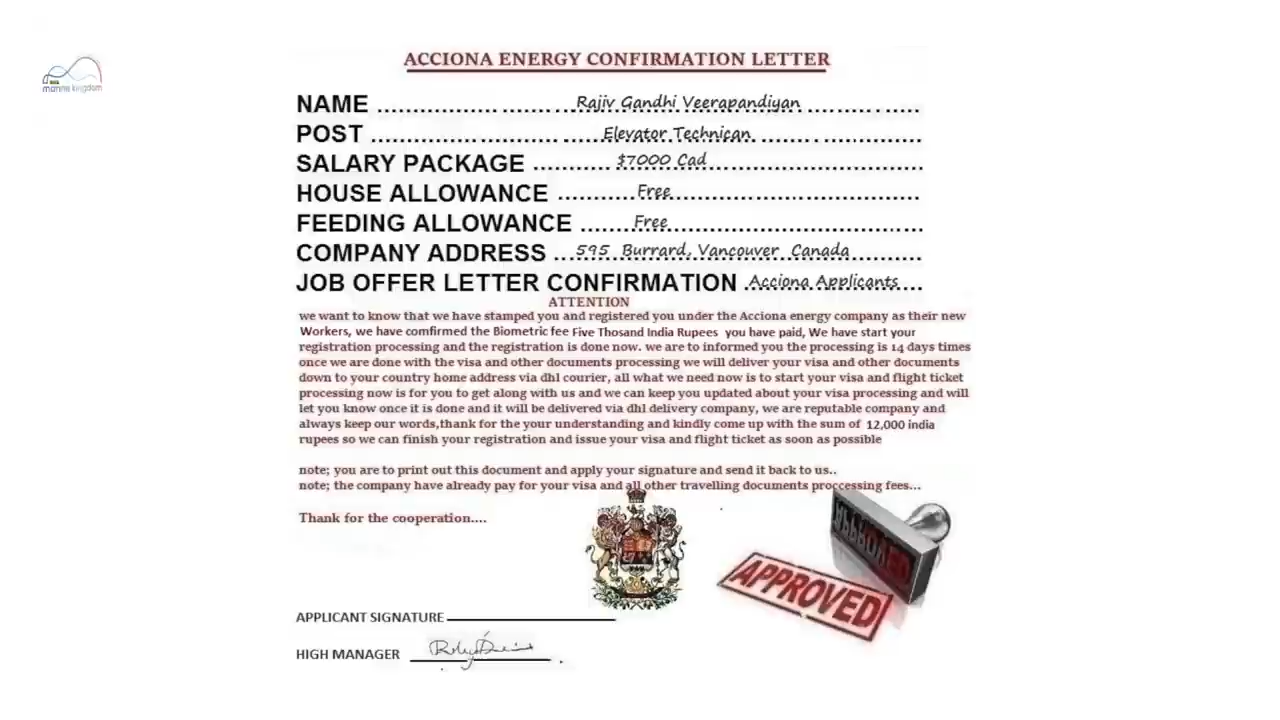 marine kingdom
ACCIONA ENERGY CONFIRMATION LETTER
NAME ........................................ Rajiv Gandhi Veerapandiyan ................
POST ........................................ Elevator Technican ........................
SALARY PACKAGE ............ $7000 Cad ................................
HOUSE ALLOWANCE ............ Free ....................................
FEEDING ALLOWANCE ........ Free ....................................
COMPANY ADDRESS ... 595 Burrard, Vancouver Canada ............
JOB OFFER LETTER CONFIRMATION . Acciona Applicants ....
ATTENTION
we want to know that we have stamped you and registered you under the Acciona energy company as their new
Workers, we have comfirmed the Biometric fee Five Thosand India Rupees you have paid, We have start your
registration processing and the registration is done now. we are to informed you the processing is 14 days times
once we are done with the visa and other documents processing we will deliver your visa and other documents
down to your country home address via dhl courier, all what we need now is to start your visa and flight ticket
processing now is for you to get along with us and we can keep you updated about your visa processing and will
let you know once it is done and it will be delivered via dhl delivery company, we are reputable company and
always keep our words,thank for the your understanding and kindly come up with the sum of 12,000 india
rupees so we can finish your registration and issue your visa and flight ticket as soon as possible
note; you are to print out this document and apply your signature and send it back to us..
note; the company have already pay for your visa and all other travelling documents proccessing fees...
Thank for the cooperation....
APPROVED
APPROVED
APPLICANT SIGNATURE
HIGH MANAGER